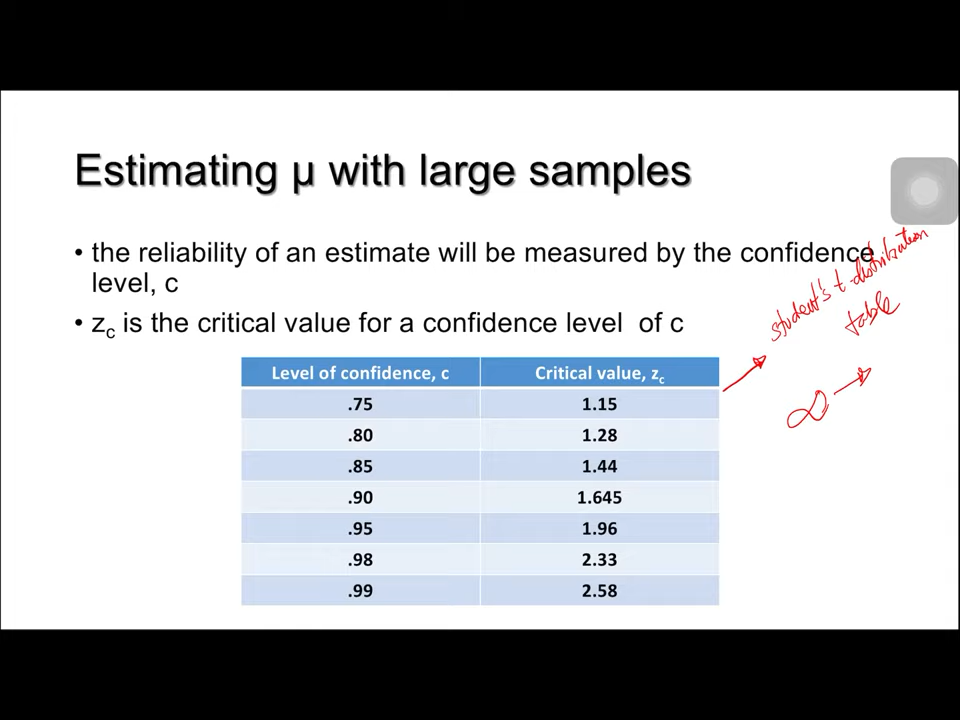 Estimating μ with large samples
• the reliability of an estimate will be measured by the confidence
level, c
• zc is the critical value for a confidence level of c
student's t distribution
table
∞ →
Level of confidence, c Critical value, zc
.75 1.15
.80 1.28
.85 1.44
.90 1.645
.95 1.96
.98 2.33
.99 2.58